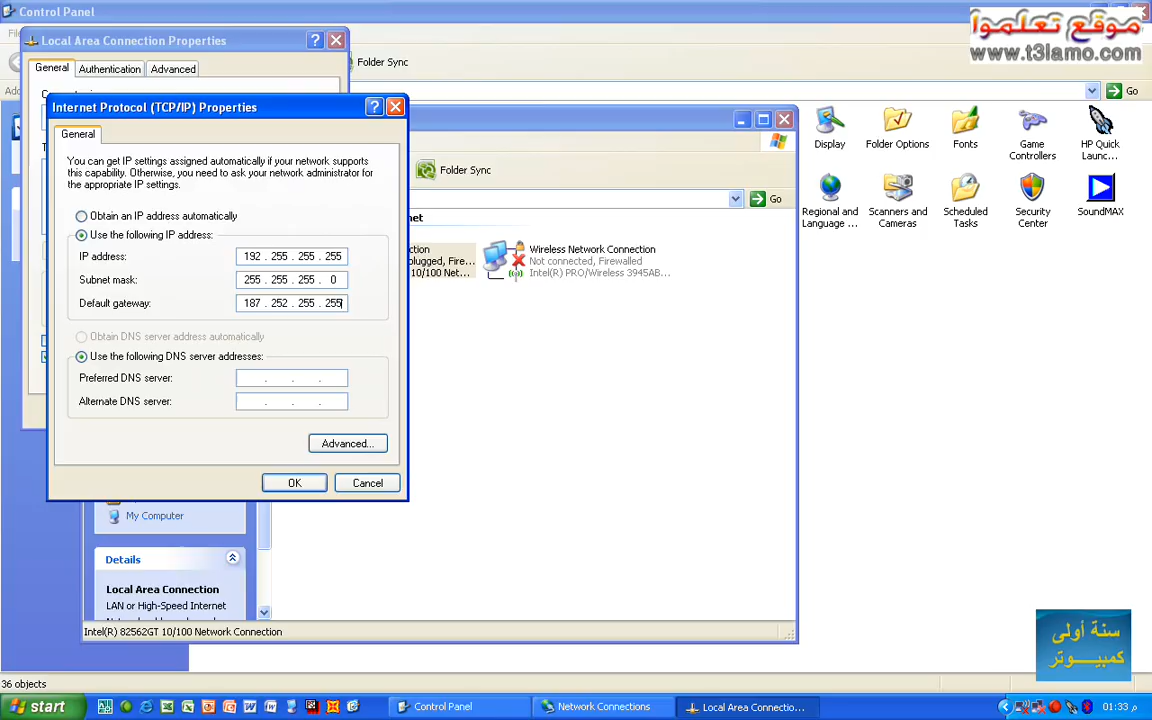 Control Panel
موقع تعلموا
www.t3lamo.com
Local Area Connection Properties
General
Authentication
Advanced
Folder Sync
Go
Internet Protocol (TCP/IP) Properties
General
You can get IP settings assigned automatically if your network supports
this capability. Otherwise, you need to ask your network administrator for
the appropriate IP settings.
Obtain an IP address automatically
Use the following IP address:
IP address:
192 . 255 . 255 . 255
Subnet mask:
255 . 255 . 255 . 0
Default gateway:
187 . 252 . 255 . 255
Obtain DNS server address automatically
Use the following DNS server addresses:
Preferred DNS server:
. . .
Alternate DNS server:
. . .
Advanced...
OK
Cancel
Folder Sync
Go
Wireless Network Connection
Not connected, Firewalled
Intel(R) PRO/Wireless 3945AB...
plugged, Fire...
10/100 Net...
Display
Folder Options
Fonts
Game
Controllers
HP Quick
Launc...
Regional and
Language ...
Scanners and
Cameras
Scheduled
Tasks
Security
Center
SoundMAX
My Computer
Details
Local Area Connection
LAN or High-Speed Internet
Intel(R) 82562GT 10/100 Network Connection
سنة أولى
كمبيــوتر
36 objects
start
Control Panel
Network Connections
Local Area Connectio...
01:33 م